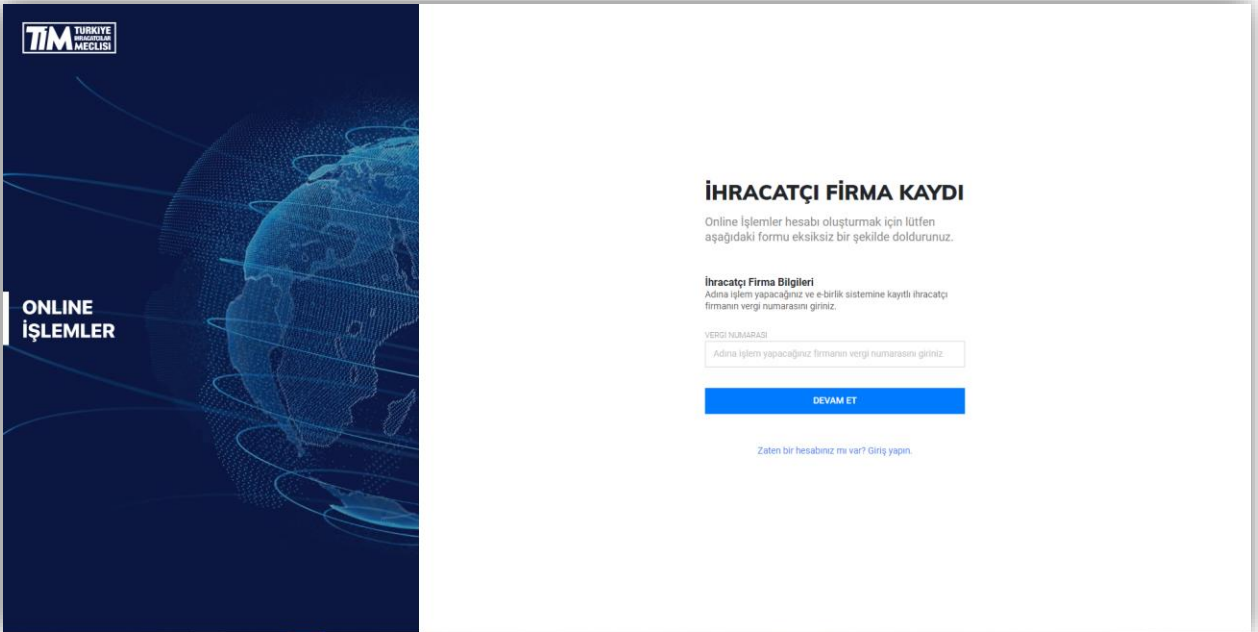 TİM TÜRKİYE
İHRACATÇILAR
MECLİSİ
ONLINE
İŞLEMLER
İHRACATÇI FİRMA KAYDI
Online İşlemler hesabı oluşturmak için lütfen
aşağıdaki formu eksiksiz bir şekilde doldurunuz.
İhracatçı Firma Bilgileri
Adına işlem yapacağınız ve e-birlik sistemine kayıtlı ihracatçı
firmanın vergi numarasını giriniz.
VERGİ NUMARASI
Adına işlem yapacağınız firmanın vergi numarasını giriniz
DEVAM ET
Zaten bir hesabınız mı var? Giriş yapın.